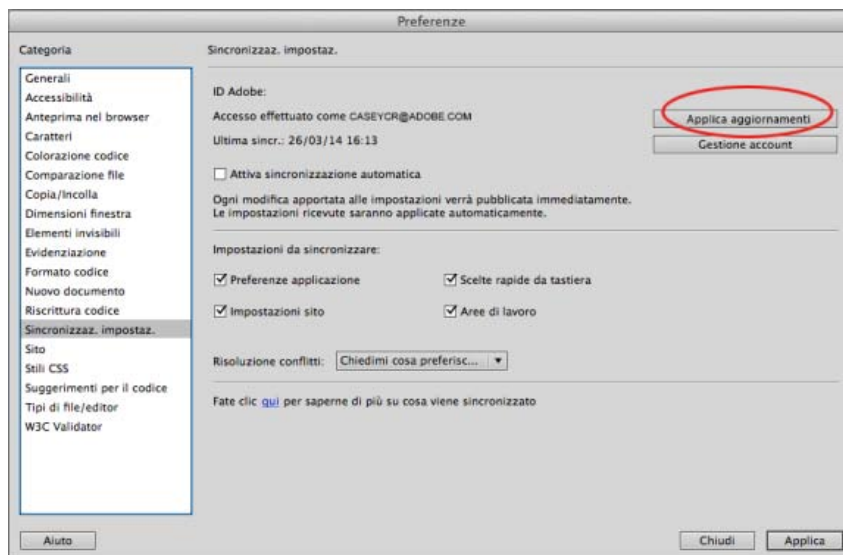 Preferenze
Categoria
Generali
Accessibilità
Anteprima nel browser
Caratteri
Colorazione codice
Comparazione file
Copia/Incolla
Dimensioni finestra
Elementi invisibili
Evidenziazione
Formato codice
Nuovo documento
Riscrittura codice
Sincronizzaz. impostaz.
Sito
Stili CSS
Suggerimenti per il codice
Tipi di file/editor
W3C Validator
Sincronizzaz. impostaz.
ID Adobe:
Accesso effettuato come CASEYCR@ADOBE.COM
Applica aggiornamenti
Ultima sincr.: 26/03/14 16:13
Gestione account
Attiva sincronizzazione automatica
Ogni modifica apportata alle impostazioni verrà pubblicata immediatamente.
Le impostazioni ricevute saranno applicate automaticamente.
Impostazioni da sincronizzare:
Preferenze applicazione
Scelte rapide da tastiera
Impostazioni sito
Aree di lavoro
Risoluzione conflitti: Chiedimi cosa preferisc...
Fate clic qui per saperne di più su cosa viene sincronizzato
Aiuto
Chiudi
Applica